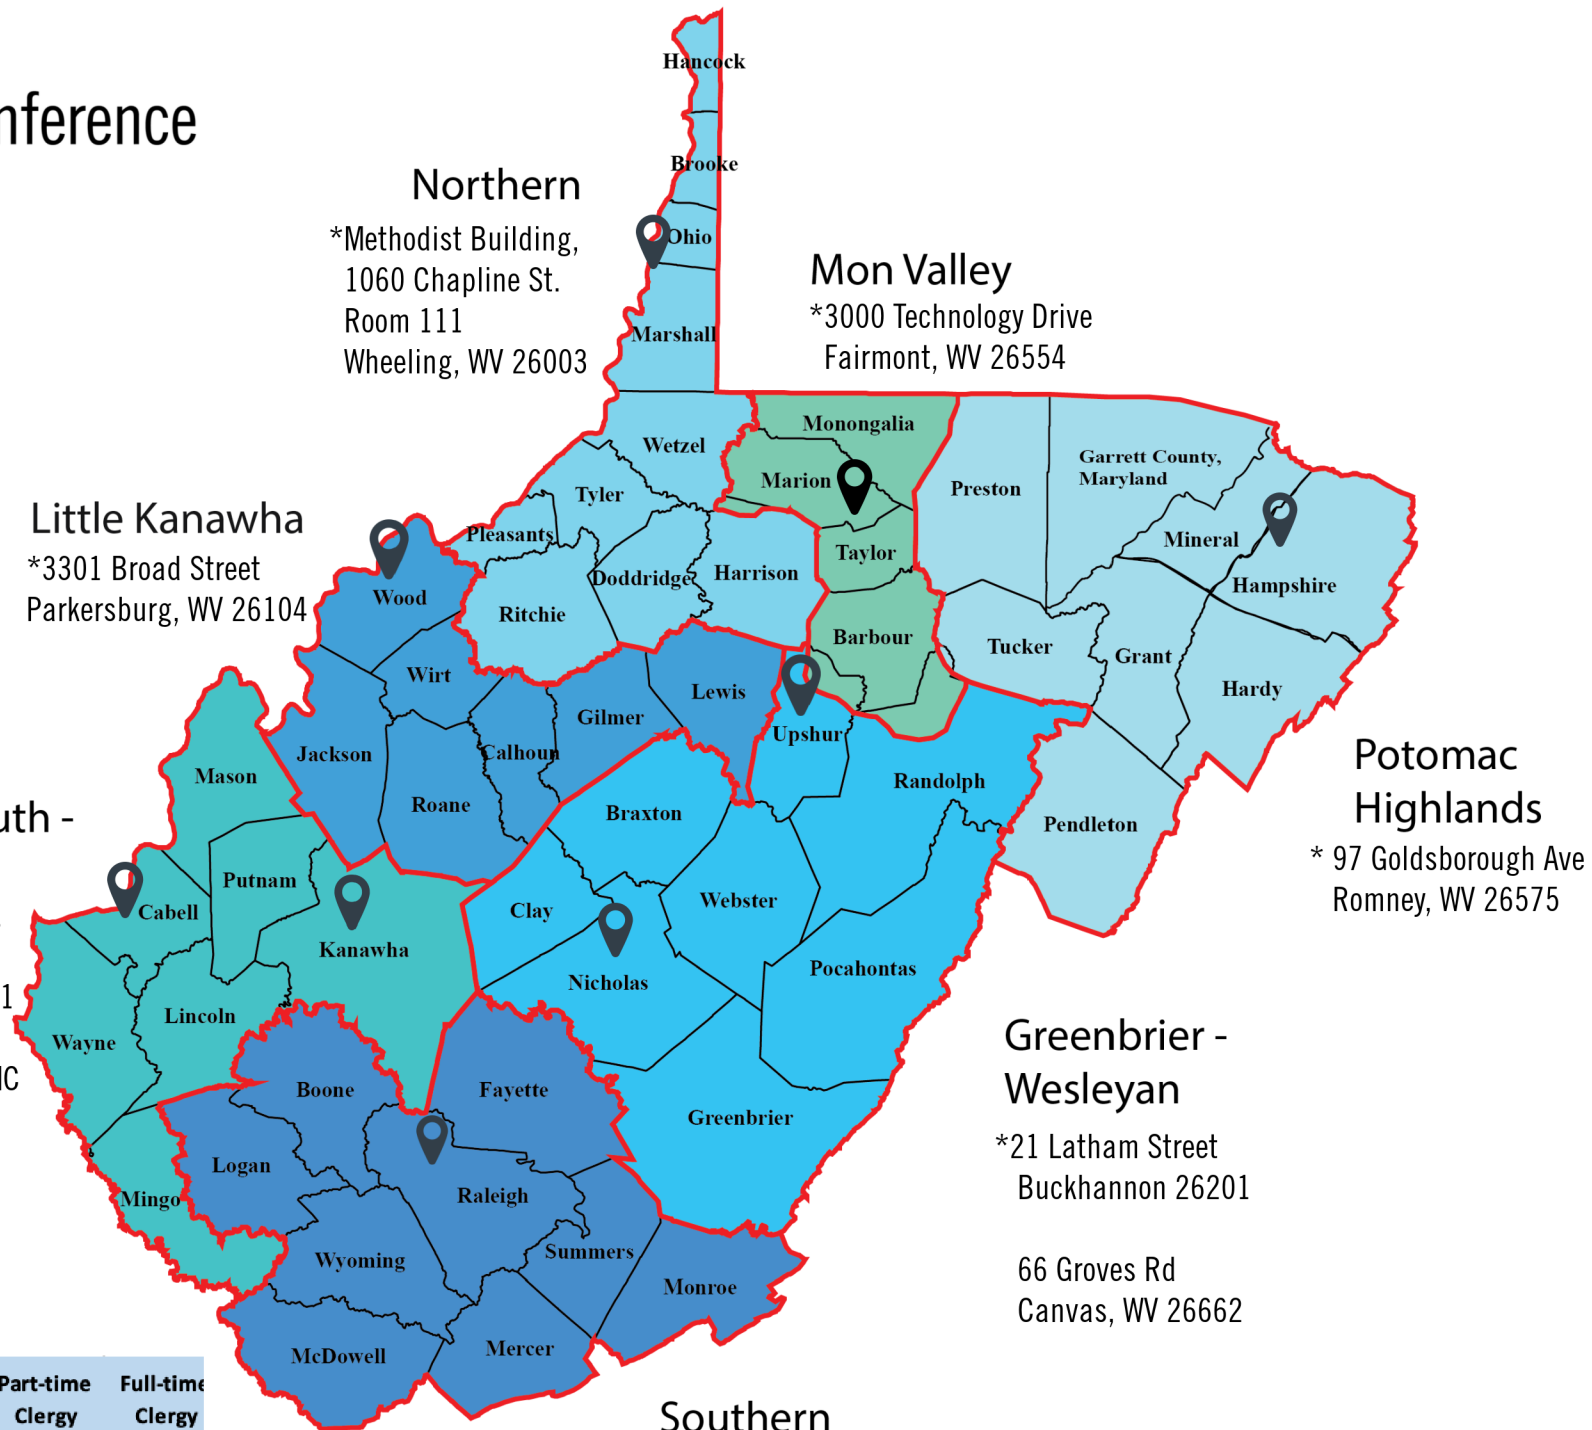 nference
Northern
*Methodist Building,
1060 Chapline St.
Room 111
Wheeling, WV 26003
Mon Valley
*3000 Technology Drive
Fairmont, WV 26554
Little Kanawha
*3301 Broad Street
Parkersburg, WV 26104
Potomac
Highlands
* 97 Goldsborough Ave
Romney, WV 26575
uth -
1
IC
Greenbrier -
Wesleyan
*21 Latham Street
Buckhannon 26201
66 Groves Rd
Canvas, WV 26662
Southern
Hancock
Brooke
Ohio
Marshall
Wetzel
Tyler
Pleasants
Doddridge
Harrison
Ritchie
Monongalia
Marion
Taylor
Barbour
Preston
Garrett County,
Maryland
Mineral
Hampshire
Tucker
Grant
Hardy
Pendleton
Wood
Wirt
Jackson
Roane
Calhoun
Gilmer
Lewis
Upshur
Randolph
Braxton
Webster
Clay
Nicholas
Pocahontas
Greenbrier
Mason
Putnam
Cabell
Kanawha
Lincoln
Wayne
Mingo
Boone
Fayette
Logan
Raleigh
Wyoming
Summers
Monroe
McDowell
Mercer
Part-time Full-time
Clergy Clergy